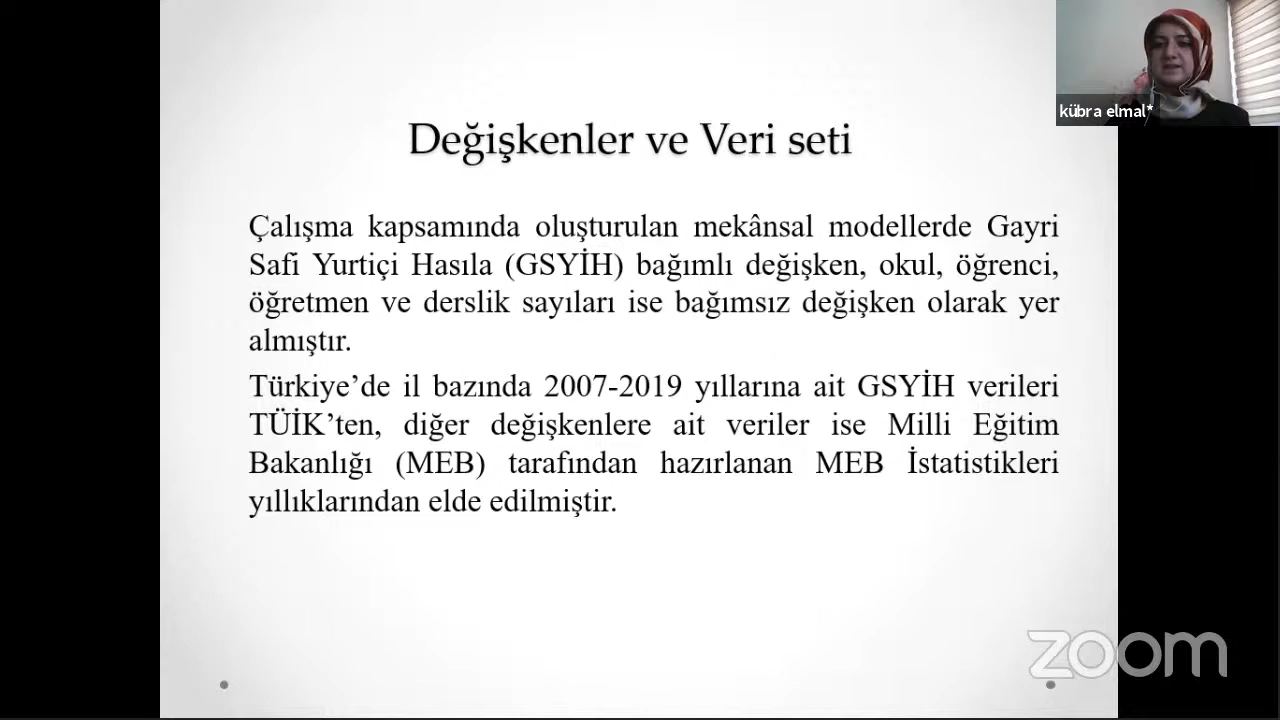 kübra elmal*
Değişkenler ve Veri seti
Çalışma kapsamında oluşturulan mekânsal modellerde Gayri
Safi Yurtiçi Hasıla (GSYİH) bağımlı değişken, okul, öğrenci,
öğretmen ve derslik sayıları ise bağımsız değişken olarak yer
almıştır.
Türkiye’de il bazında 2007-2019 yıllarına ait GSYİH verileri
TÜİK’ten, diğer değişkenlere ait veriler ise Milli Eğitim
Bakanlığı (MEB) tarafından hazırlanan MEB İstatistikleri
yıllıklarından elde edilmiştir.
zoom